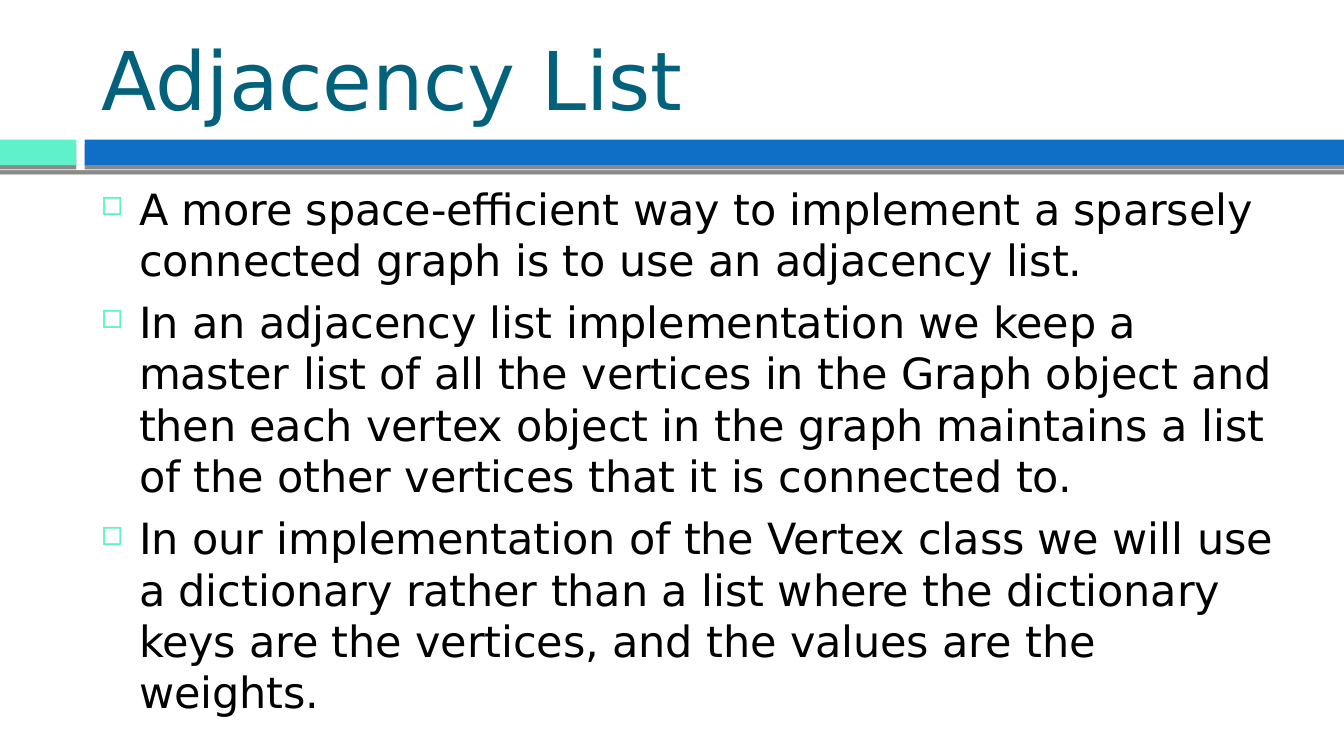 Adjacency List
A more space-efficient way to implement a sparsely
connected graph is to use an adjacency list.
In an adjacency list implementation we keep a
master list of all the vertices in the Graph object and
then each vertex object in the graph maintains a list
of the other vertices that it is connected to.
In our implementation of the Vertex class we will use
a dictionary rather than a list where the dictionary
keys are the vertices, and the values are the
weights.